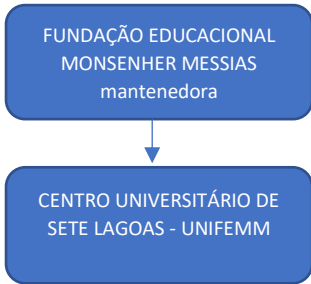 FUNDAÇÃO EDUCACIONAL
MONSENHER MESSIAS
mantenedora
CENTRO UNIVERSITÁRIO DE
SETE LAGOAS - UNIFEMM